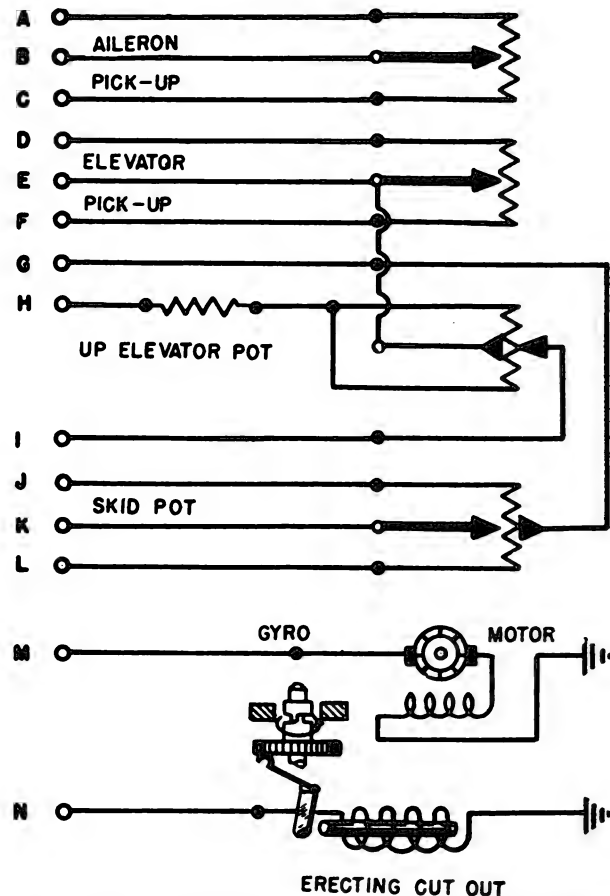 A
B AILERON
C PICK-UP
D
E ELEVATOR
F PICK-UP
G
H
UP ELEVATOR POT
I
J
K SKID POT
L
M GYRO MOTOR
N
ERECTING CUT OUT